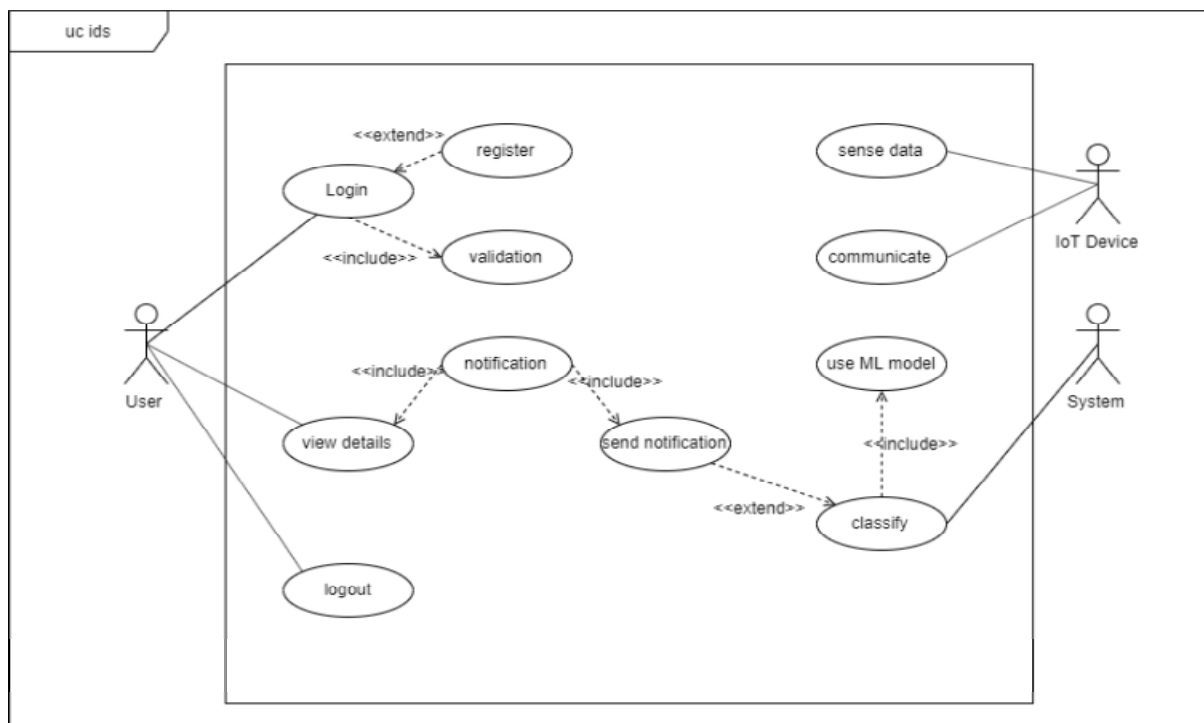 uc ids
<<extend>>
register
sense data
Login
<<include>>
validation
communicate
IoT Device
notification
use ML model
<<include>>
<<include>>
User
System
view details
send notification
<<include>>
<<extend>>
classify
logout